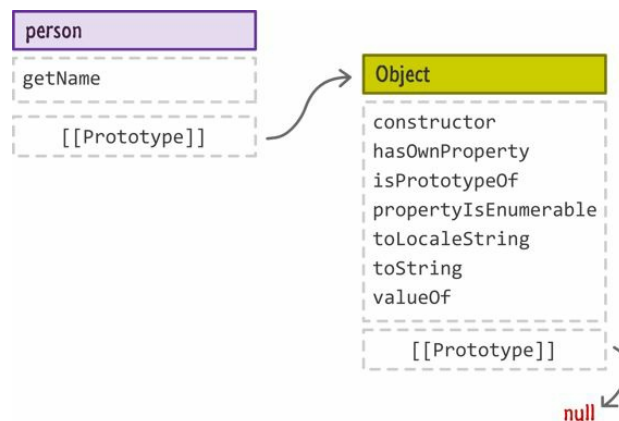 person
getName
[[Prototype]]
Object
constructor
hasOwnProperty
isPrototypeOf
propertyIsEnumerable
toLocaleString
toString
valueOf
[[Prototype]]
null